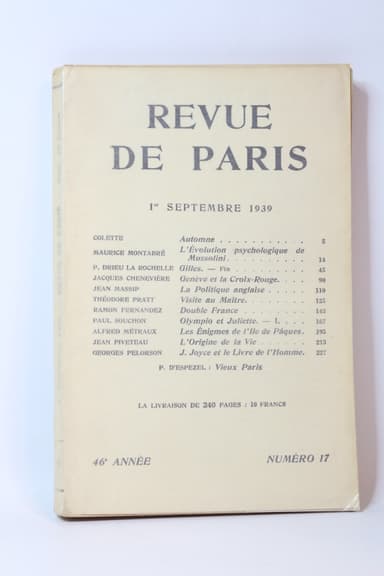 REVUE
DE PARIS
1er SEPTEMBRE 1939
COLETTE Automne . . . . . . . . . . . 5
MAURICE MONTABRÉ L'Évolution psychologique de
Mussolini . . . . . . . . . . 14
P. DRIEU LA ROCHELLE Gilles. — Fin . . . . . . . . . 45
JACQUES CHENEVIÈRE Genève et la Croix-Rouge. . . . 90
JEAN MASSIP La Politique anglaise . . . . . 110
THÉODORE PRATT Visite au Maître. . . . . . . . 125
RAMON FERNANDEZ Double France . . . . . . . . 142
PAUL SOUCHON Olympio et Juliette. — I. . . . 167
ALFRED MÉTRAUX Les Énigmes de l'Ile de Pâques. 195
JEAN PIVETEAU L'Origine de la Vie . . . . . 213
GEORGES PELORSON J. Joyce et le Livre de l'Homme. 227
P. D'ESPEZEL : Vieux Paris
LA LIVRAISON DE 240 PAGES : 10 FRANCS
46e ANNÉE NUMÉRO 17